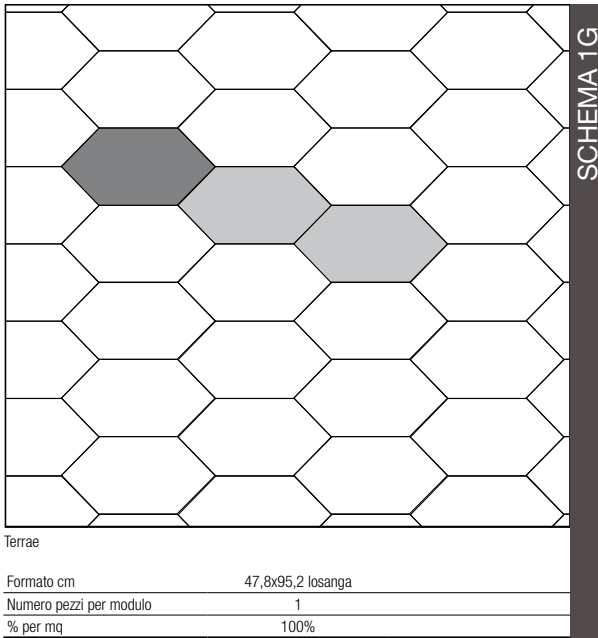 SCHEMA 1G
Terrae
Formato cm 47,8x95,2 losanga
Numero pezzi per modulo 1
% per mq 100%